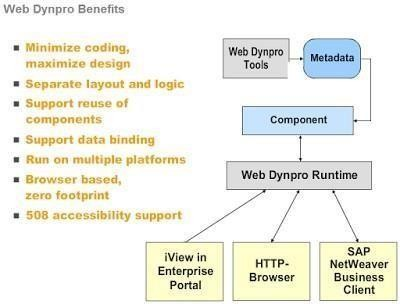 Web Dynpro Benefits
Minimize coding,
maximize design
Separate layout and logic
Support reuse of
components
Support data binding
Run on multiple platforms
Browser based,
zero footprint
508 accessibility support
Web Dynpro
Tools
Metadata
Component
Web Dynpro Runtime
iView in
Enterprise
Portal
HTTP-
Browser
SAP
NetWeaver
Business
Client